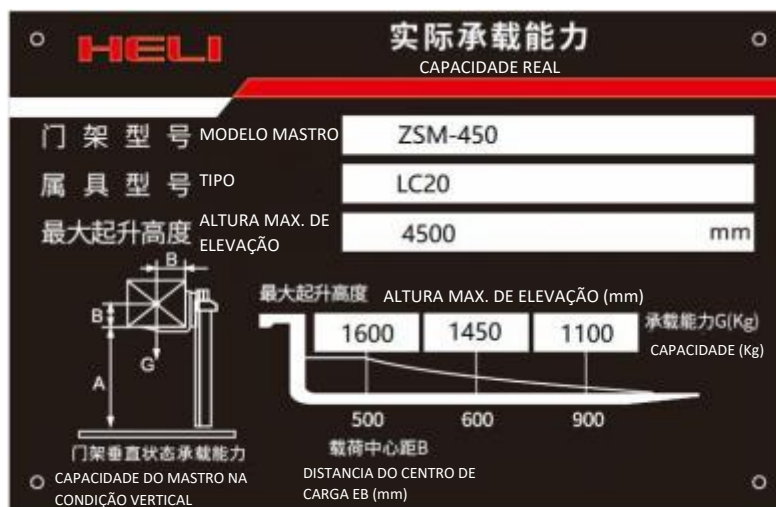 HELI
实际承载能力
CAPACIDADE REAL
门架型号 MODELO MASTRO ZSM-450
属具型号 TIPO LC20
最大起升高度 ALTURA MAX. DE ELEVAÇÃO 4500 mm
最大起升高度 ALTURA MAX. DE ELEVAÇÃO (mm)
1600 1450 1100 承载能力G(Kg)
CAPACIDADE (Kg)
B
B
G
A
500 600 900
载荷中心距B
门架垂直状态承载能力
CAPACIDADE DO MASTRO NA
CONDIÇÃO VERTICAL
DISTANCIA DO CENTRO DE
CARGA EB (mm)